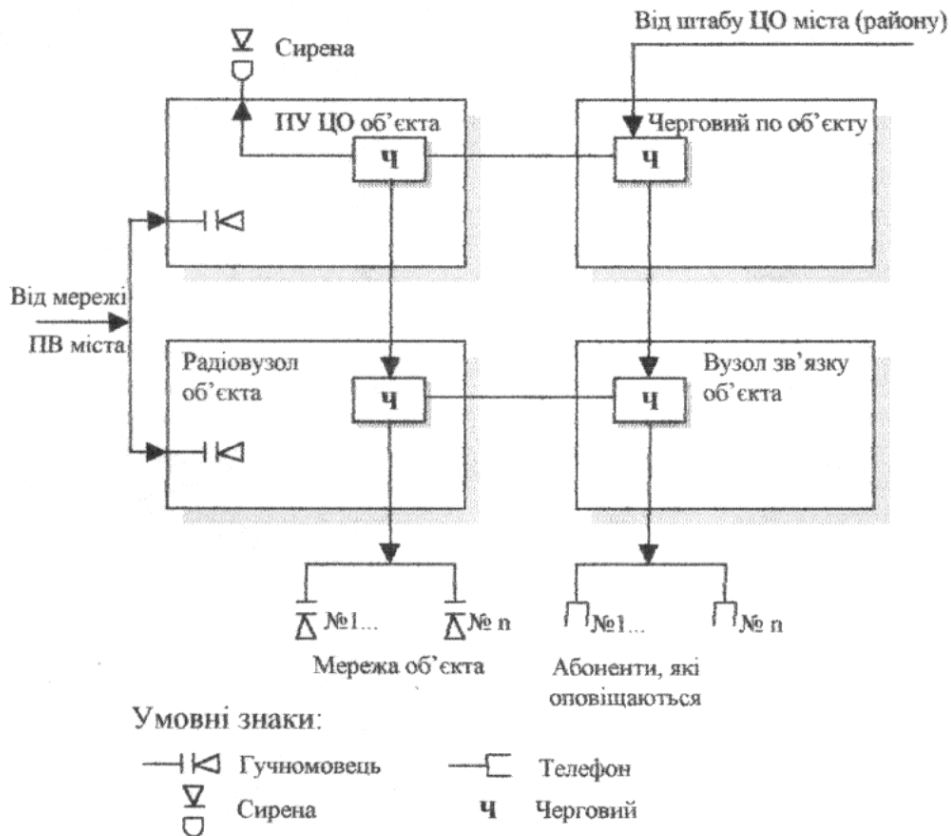 Сирена
Від штабу ЦО міста (району)
ПУ ЦО об’єкта
Ч
Черговий по об’єкту
Ч
Від мережі
ПВ міста
Радіовузол
об’єкта
Ч
Вузол зв’язку
об’єкта
Ч
№1...
№ n
№1...
№ n
Мережа об’єкта
Абоненти, які
оповіщаються
Умовні знаки:
Гучномовець
Телефон
Сирена
Ч Черговий